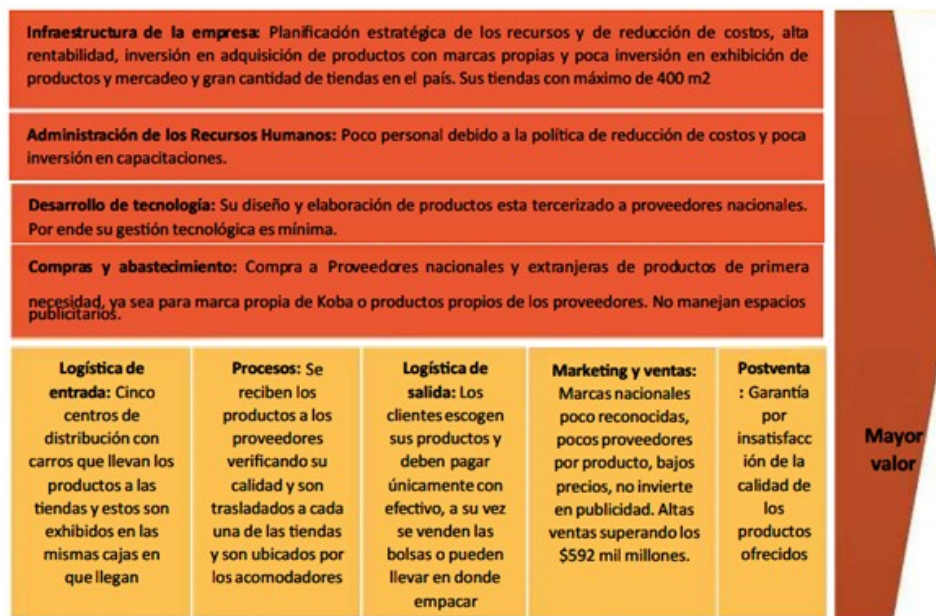 Infraestructura de la empresa: Planificación estratégica de los recursos y de reducción de costos, alta
rentabilidad, inversión en adquisición de productos con marcas propias y poca inversión en exhibición de
productos y mercadeo y gran cantidad de tiendas en el país. Sus tiendas con máximo de 400 m2
Administración de los Recursos Humanos: Poco personal debido a la política de reducción de costos y poca
inversión en capacitaciones.
Desarrollo de tecnología: Su diseño y elaboración de productos esta tercerizado a proveedores nacionales.
Por ende su gestión tecnológica es mínima.
Compras y abastecimiento: Compra a Proveedores nacionales y extranjeras de productos de primera
necesidad, ya sea para marca propia de Koba o productos propios de los proveedores. No manejan espacios
publicitarios.
Logística de
entrada: Cinco
centros de
distribución con
carros que llevan los
productos a las
tiendas y estos son
exhibidos en las
mismas cajas en
que llegan
Procesos: Se
reciben los
productos a los
proveedores
verificando su
calidad y son
trasladados a cada
una de las tiendas
y son ubicados por
los acomodadores
Logística de
salida: Los
clientes escogen
sus productos y
deben pagar
únicamente con
efectivo, a su vez
se venden las
bolsas o pueden
llevar en donde
empacar
Marketing y ventas:
Marcas nacionales
poco reconocidas,
pocos proveedores
por producto, bajos
precios, no invierte
en publicidad. Altas
ventas superando los
$592 mil millones.
Postventa
: Garantía
por
insatisfacc
ión de la
calidad de
los
productos
ofrecidos
Mayor
valor